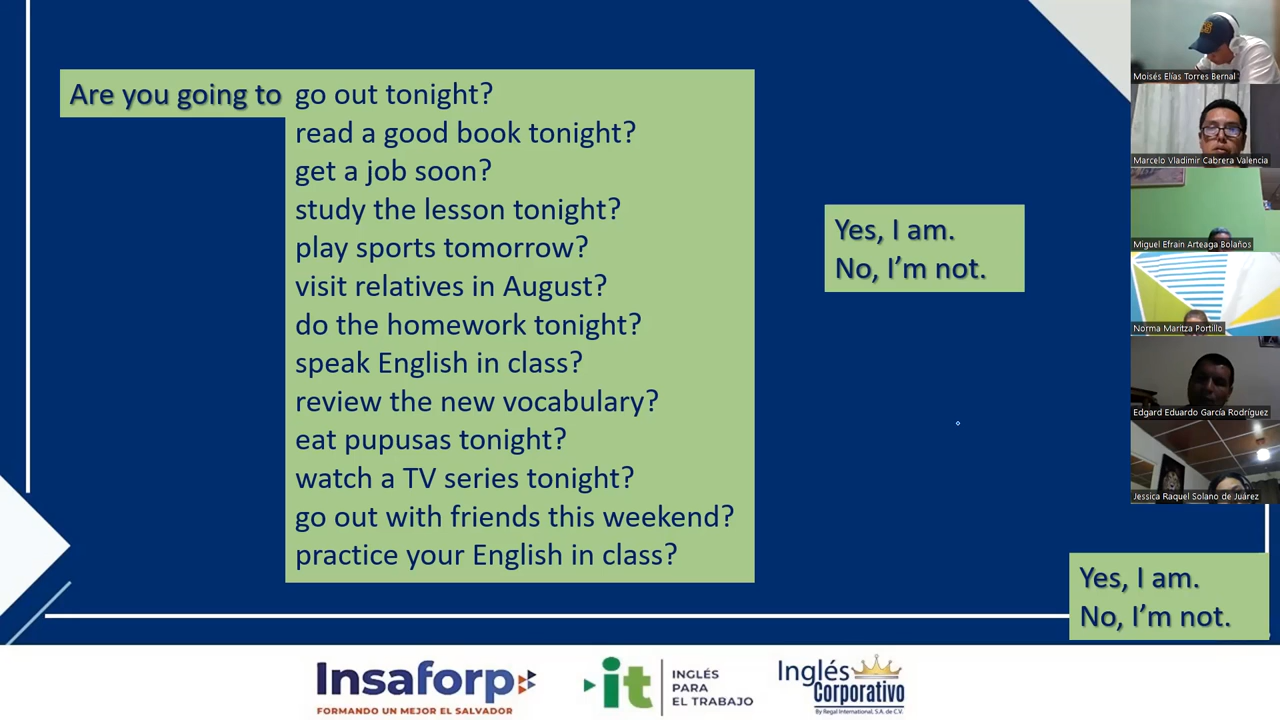 Are you going to go out tonight?
read a good book tonight?
get a job soon?
study the lesson tonight?
play sports tomorrow?
visit relatives in August?
do the homework tonight?
speak English in class?
review the new vocabulary?
eat pupusas tonight?
watch a TV series tonight?
go out with friends this weekend?
practice your English in class?
Yes, I am.
No, I'm not.
Yes, I am.
No, I'm not.
Moisés Elías Torres Bernal
Marcelo Vladimir Cabrera Valencia
Miguel Efrain Arteaga Bolaños
Norma Maritza Portillo
Edgard Eduardo García Rodríguez
Jessica Raquel Solano de Juárez
Insaforp
FORMANDO UN MEJOR EL SALVADOR
it
INGLÉS
PARA
EL TRABAJO
Inglés
Corporativo
By Regal International, S.A. de C.V.